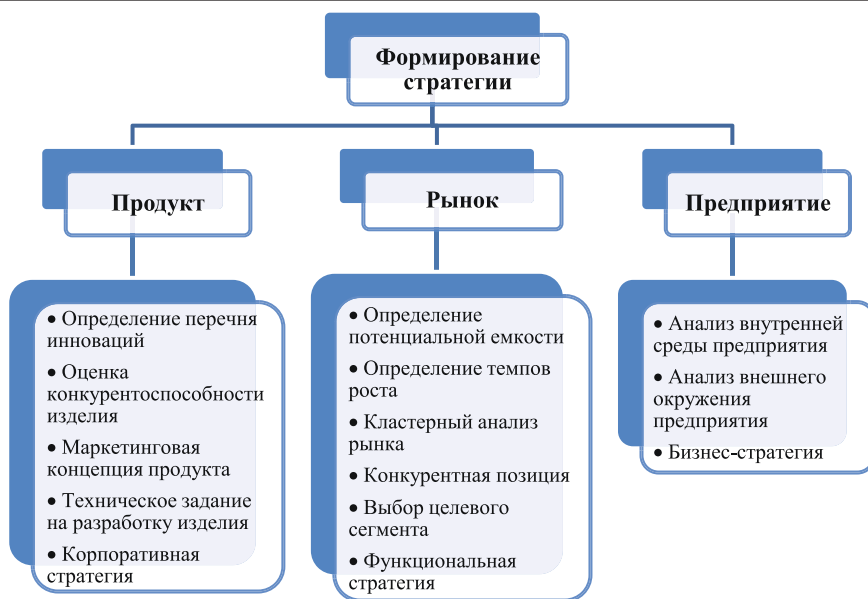 Формирование
стратегии
Продукт
Рынок
Предприятие
• Определение перечня
инноваций
• Оценка
конкурентоспособности
изделия
• Маркетинговая
концепция продукта
• Техническое задание
на разработку изделия
• Корпоративная
стратегия
• Определение
потенциальной емкости
• Определение темпов
роста
• Кластерный анализ
рынка
• Конкурентная позиция
• Выбор целевого
сегмента
• Функциональная
стратегия
• Анализ внутренней
среды предприятия
• Анализ внешнего
окружения
предприятия
• Бизнес-стратегия